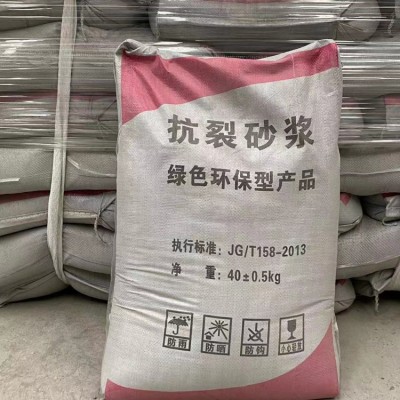 抗裂砂浆
绿色环保型产品
执行标准：JG/T158-2013
净 重：40±0.5kg
防雨 防晒 防钩 小心轻放